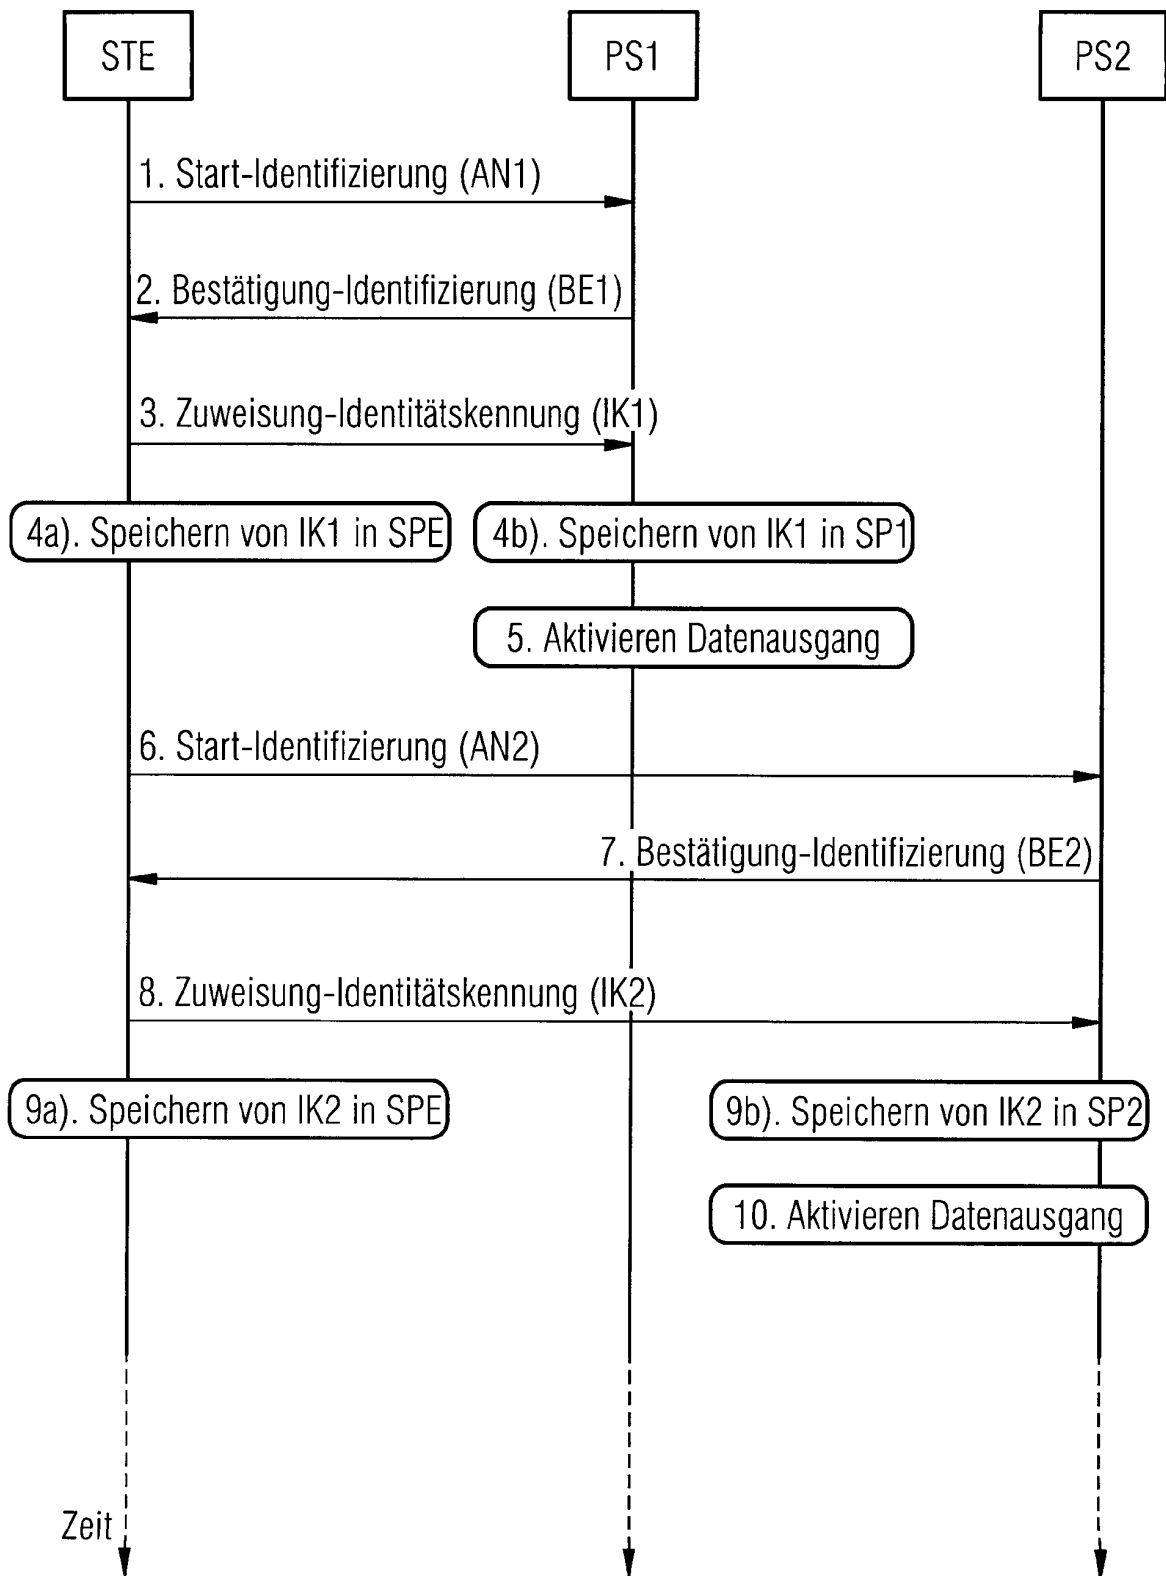 STE
PS1
PS2
1. Start-Identifizierung (AN1)
2. Bestätigung-Identifizierung (BE1)
3. Zuweisung-Identitätskennung (IK1)
4a). Speichern von IK1 in SPE
4b). Speichern von IK1 in SP1
5. Aktivieren Datenausgang
6. Start-Identifizierung (AN2)
7. Bestätigung-Identifizierung (BE2)
8. Zuweisung-Identitätskennung (IK2)
9a). Speichern von IK2 in SPE
9b). Speichern von IK2 in SP2
10. Aktivieren Datenausgang
Zeit